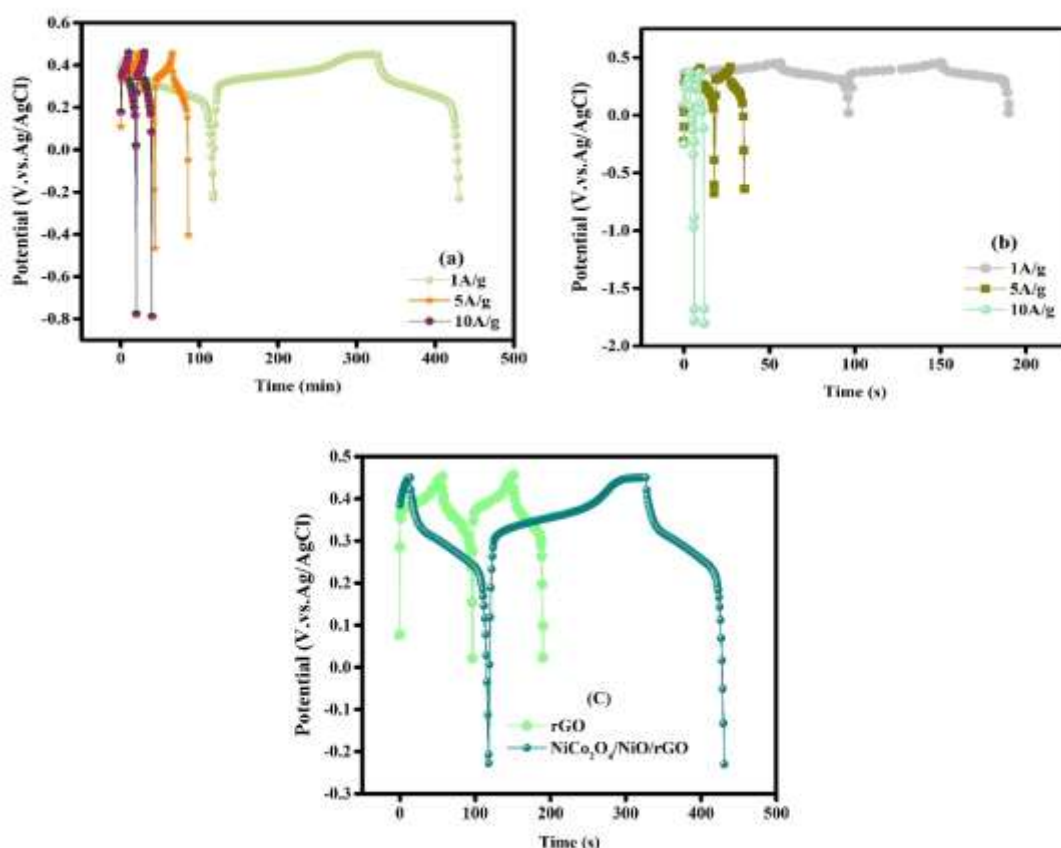 0.6
0.4
0.2
0.0
-0.2
-0.4
-0.6
-0.8
Potential (V.vs.Ag/AgCl)
(a)
1A/g
5A/g
10A/g
0 100 200 300 400 500
Time (min)
0.5
0.0
-0.5
-1.0
-1.5
-2.0
Potential (V.vs.Ag/AgCl)
(b)
1A/g
5A/g
10A/g
0 50 100 150 200
Time (s)
0.5
0.4
0.3
0.2
0.1
0.0
-0.1
-0.2
-0.3
Potential (V.vs.Ag/AgCl)
(C)
rGO
NiCo₂O₄/NiO/rGO
0 100 200 300 400 500
Time (s)